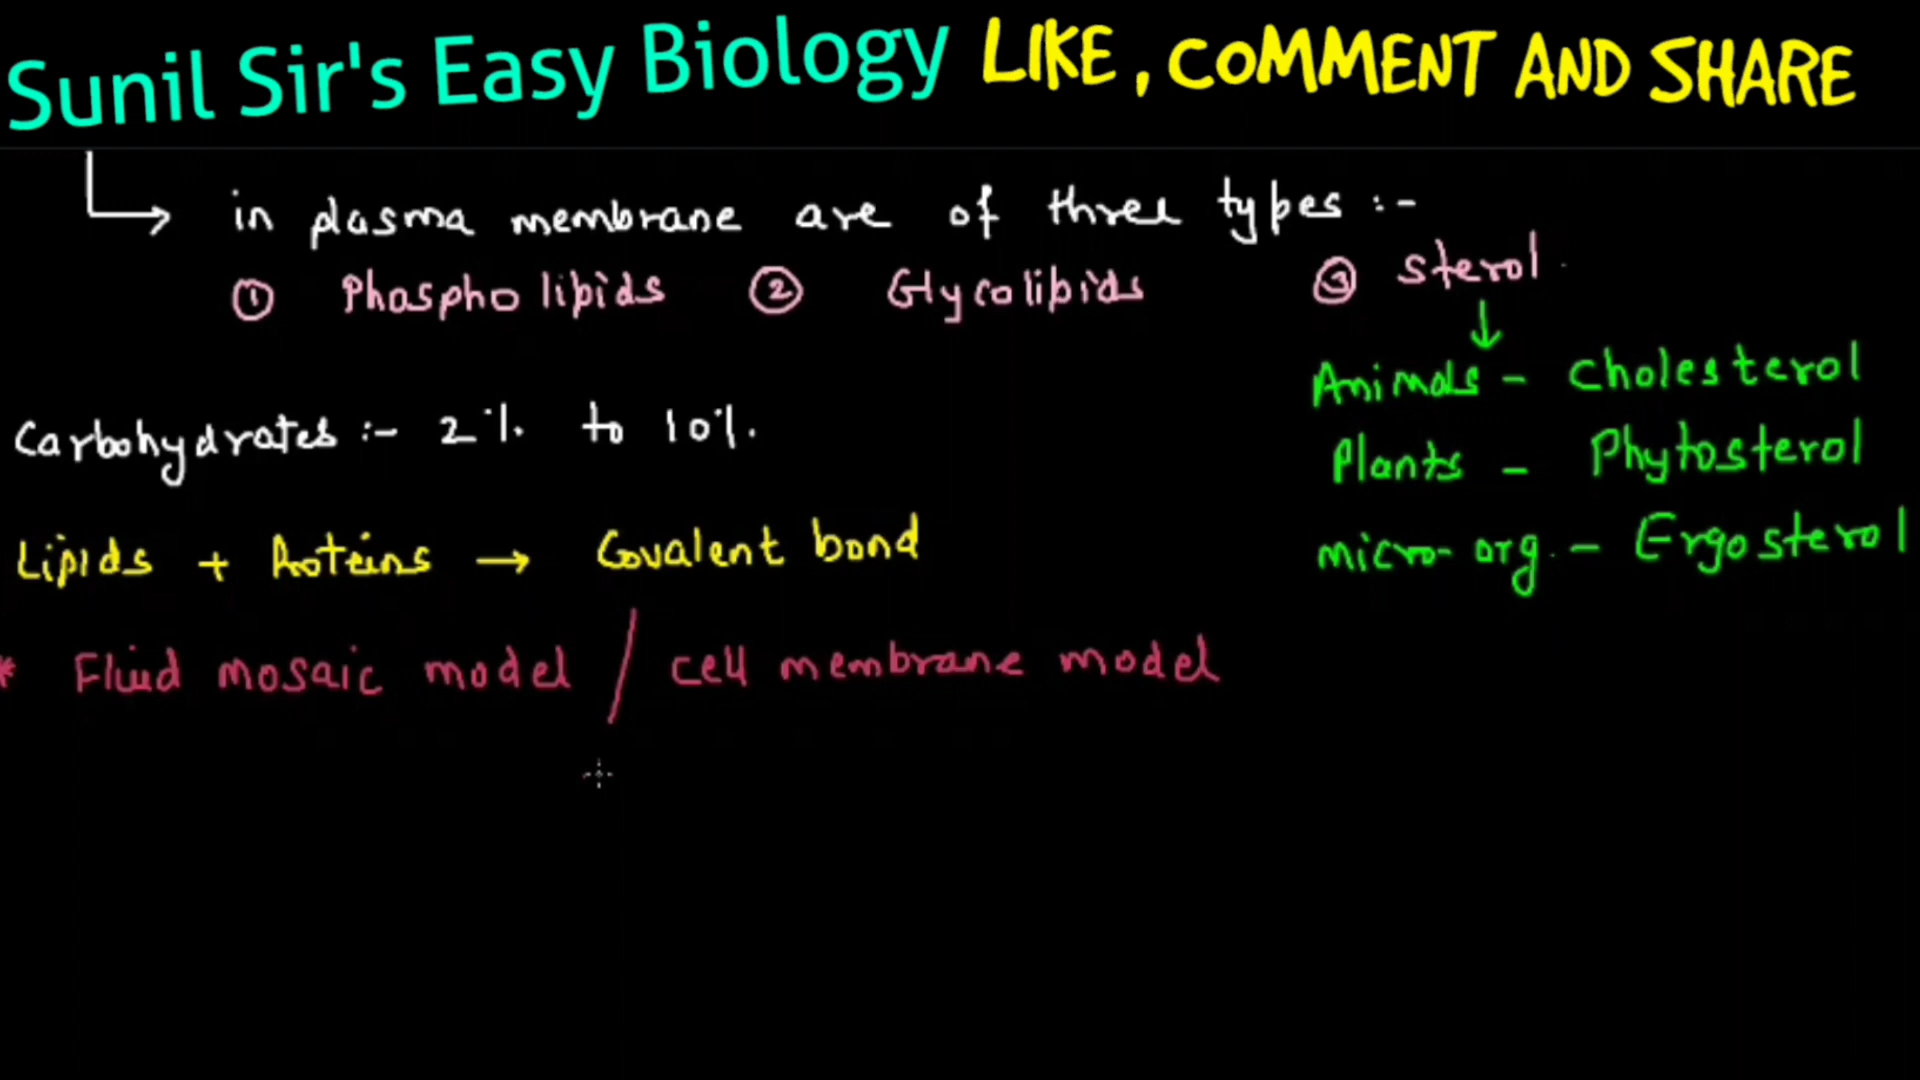 Sunil Sir's Easy Biology LIKE, COMMENT AND SHARE
in plasma membrane are of three types :-
① Phospho lipids ② Glycolipids ③ sterol.
Animals - cholesterol
Carbohydrates :- 2% to 10%.
Plants - Phytosterol
Lipids + Proteins → Covalent bond
micro-org. - Ergosterol
* Fluid mosaic model / cell membrane model